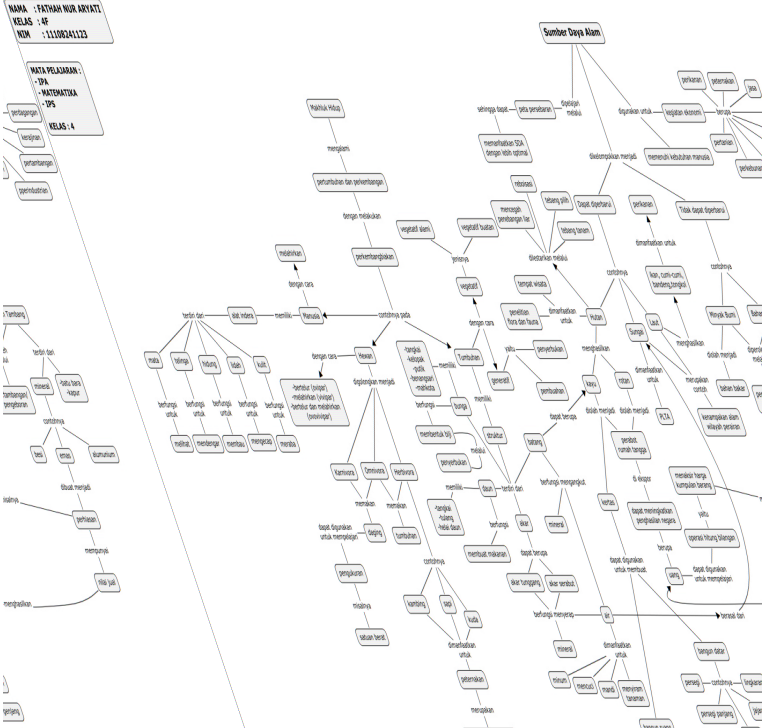 NAMA : FATHAH NUR ARYATI
KELAS : 4F
NIM : 11108241123
MATA PELAJARAN :
- IPA
- MATEMATIKA
- IPS
KELAS : 4
perdagangan
kerajinan
pertambangan
Sumber Daya Alam
sehingga dapat
peta persebaran
dipelajari
melalui
memanfaatkan SDA
dengan lebih optimal
digunakan untuk
kegiatan ekonomi
berupa
perikanan
peternakan
jasa
pertanian
perkebunan
memenuhi kebutuhan manusia
dikelompokkan menjadi
Dapat diperbarui
Tidak dapat diperbarui
Makhluk Hidup
mengalami
pertumbuhan dan perkembangan
dengan melakukan
perkembangbiakan
contohnya pada
melahirkan
dengan cara
Manusia
memiliki
alat indera
terdiri dari
mata
telinga
hidung
lidah
kulit
berfungsi
untuk
berfungsi
untuk
berfungsi
untuk
berfungsi
untuk
berfungsi
untuk
melihat
mendengar
membau
mengecap
meraba
Hewan
dengan cara
-bertelur (ovipar)
-melahirkan (vivipar)
-bertelur dan melahirkan
(ovovivipar)
digolongkan menjadi
Karnivora
Omnivora
Herbivora
memakan
memakan
daging
tumbuhan
dapat digunakan
untuk mempelajari
pengukuran
misalnya
satuan berat
contohnya
kambing
sapi
kuda
dimanfaatkan
untuk
peternakan
merupakan
vegetatif alami
vegetatif buatan
jenisnya
vegetatif
dengan cara
Tumbuhan
generatif
yaitu
penyerbukan
pembuahan
-tangkai
-kelopak
-putik
-benangsari
-mahkota
memiliki
bunga
berfungsi
membentuk biji
melalui
penyerbukan
memiliki
struktur
terdiri dari
daun
memiliki
-tangkai
-tulang
-helai daun
berfungsi
membuat makanan
akar
dapat berupa
akar tunggang
akar serabut
berfungsi menyerap
mineral
air
batang
dapat berupa
berfungsi mengangkut
mineral
dimanfaatkan
untuk
minum
mencuci
mandi
menyiram
tanaman
reboisasi
mencegah
penebangan liar
tebang pilih
tebang tanam
dilestarikan melalui
contohnya
Hutan
dimanfaatkan
untuk
tempat wisata
penelitian
flora dan fauna
menghasilkan
kayu
rotan
diolah menjadi
diolah menjadi
perabot
rumah tangga
kertas
di ekspor
dapat meningkatkan
penghasilan negara
berupa
uang
dapat digunakan
untuk membuat
bangun datar
contohnya
persegi
persegi panjang
lingkaran
Sungai
dimanfaatkan
untuk
PLTA
Laut
menghasilkan
ikan, cumi-cumi,
bandeng,tongkol
dimanfaatkan untuk
perikanan
merupakan
contoh
kenampakan alam
wilayah perairan
contohnya
Minyak Bumi
diolah menjadi
bahan bakar
menaksir harga
kumpulan barang
yaitu
operasi hitung bilangan
dapat digunakan
untuk mempelajari
berasal dari
Tambang
terdiri dari
mineral
-batu bara
-kapur
contohnya
besi
emas
alumunium
dibuat menjadi
perhiasan
mempunyai
nilai jual
menghasilkan